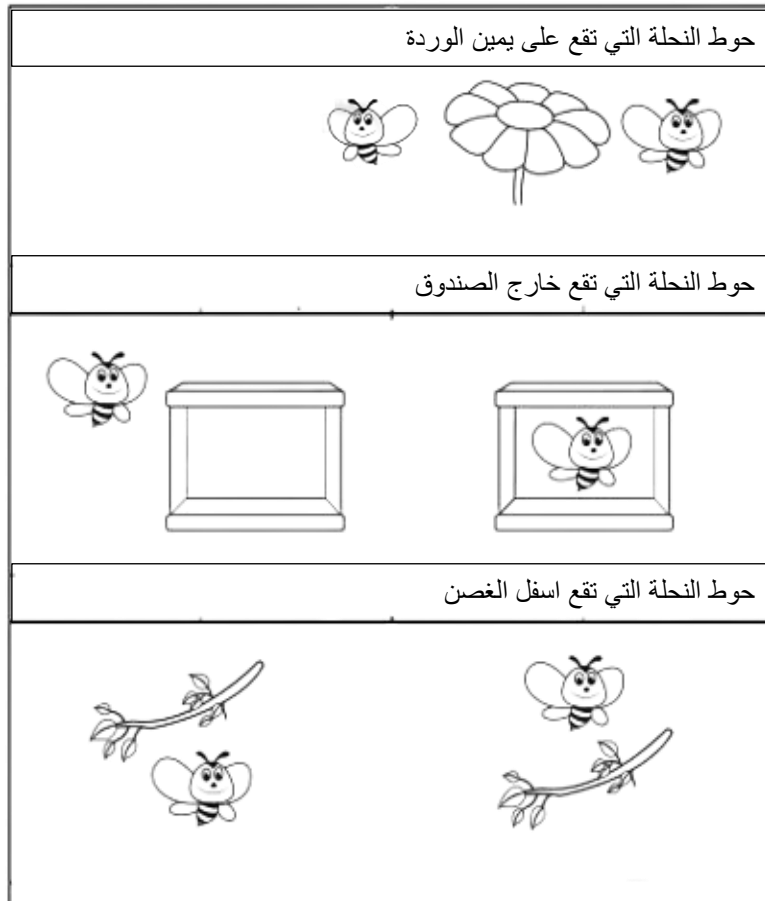 حوط النحلة التي تقع على يمين الوردة
حوط النحلة التي تقع خارج الصندوق
حوط النحلة التي تقع اسفل الغصن